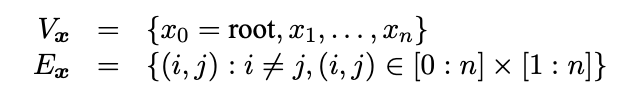 V_x = {x_0 = root, x_1, . . . , x_n}
E_x = {(i, j) : i ≠ j, (i, j) ∈ [0 : n] × [1 : n]}